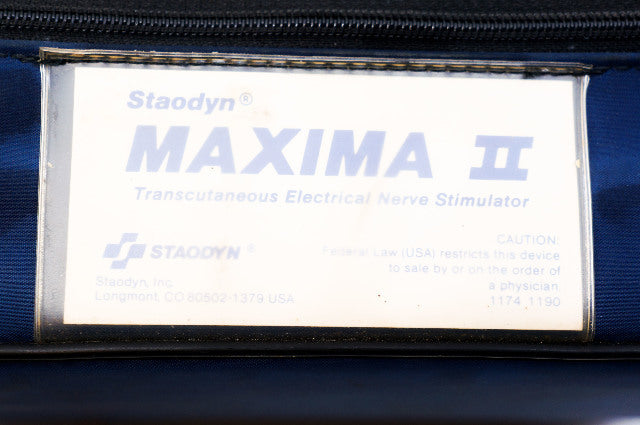 Staodyn®
MAXIMA II
Transcutaneous Electrical Nerve Stimulator
STAODYN®
Staodyn, Inc.
Longmont, CO 80502-1379 USA
CAUTION:
Federal Law (USA) restricts this device
to sale by or on the order of
a physician.
1174 1190